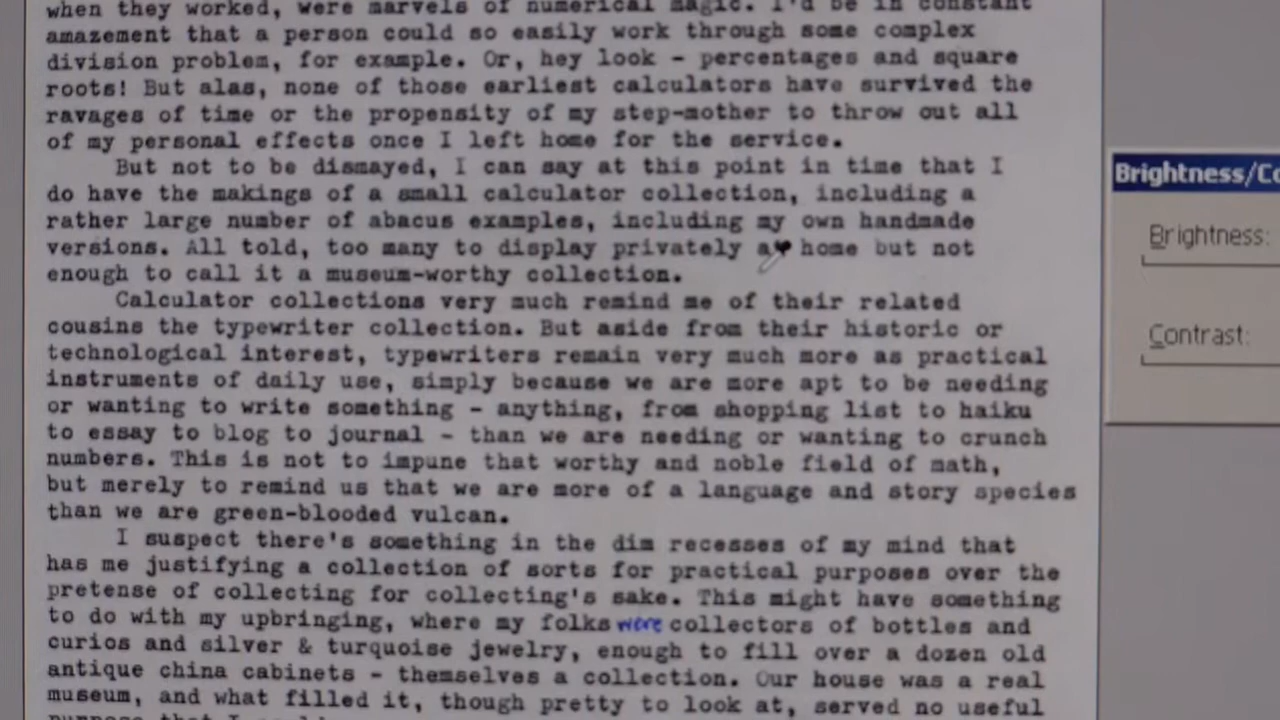 when they worked, were marvels of numerical magic. I'd be in constant
amazement that a person could so easily work through some complex
division problem, for example. Or, hey look - percentages and square
roots! But alas, none of those earliest calculators have survived the
ravages of time or the propensity of my step-mother to throw out all
of my personal effects once I left home for the service.
But not to be dismayed, I can say at this point in time that I
do have the makings of a small calculator collection, including a
rather large number of abacus examples, including my own handmade
versions. All told, too many to display privately a home but not
enough to call it a museum-worthy collection.
Calculator collections very much remind me of their related
cousins the typewriter collection. But aside from their historic or
technological interest, typewriters remain very much more as practical
instruments of daily use, simply because we are more apt to be needing
or wanting to write something - anything, from shopping list to haiku
to essay to blog to journal - than we are needing or wanting to crunch
numbers. This is not to impune that worthy and noble field of math,
but merely to remind us that we are more of a language and story species
than we are green-blooded vulcan.
I suspect there's something in the dim recesses of my mind that
has me justifying a collection of sorts for practical purposes over the
pretense of collecting for collecting's sake. This might have something
to do with my upbringing, where my folks were collectors of bottles and
curios and silver & turquoise jewelry, enough to fill over a dozen old
antique china cabinets - themselves a collection. Our house was a real
museum, and what filled it, though pretty to look at, served no useful
Brightness/Co
Brightness:
Contrast: